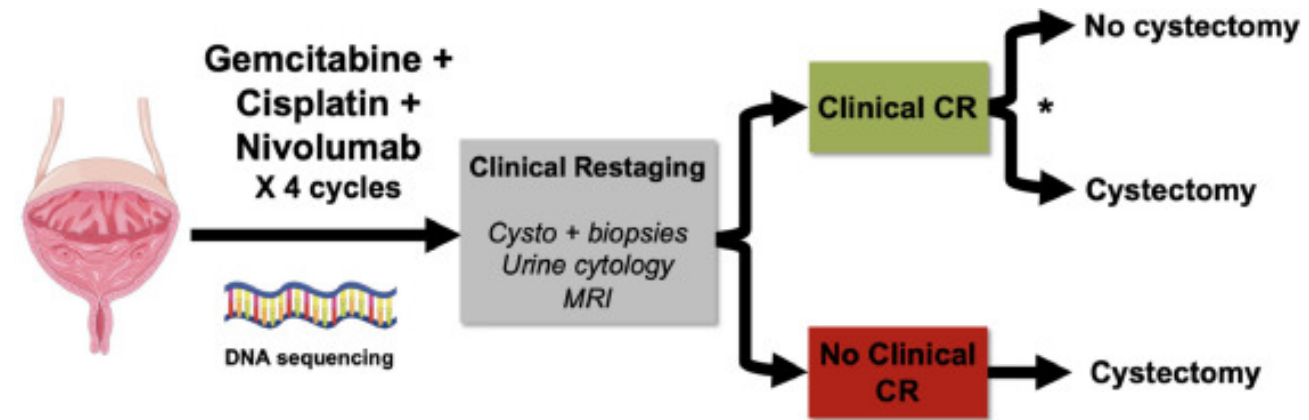 Gemcitabine +
Cisplatin +
Nivolumab
X 4 cycles
DNA sequencing
Clinical Restaging
Cysto + biopsies
Urine cytology
MRI
Clinical CR
No cystectomy
*
Cystectomy
No Clinical
CR
Cystectomy